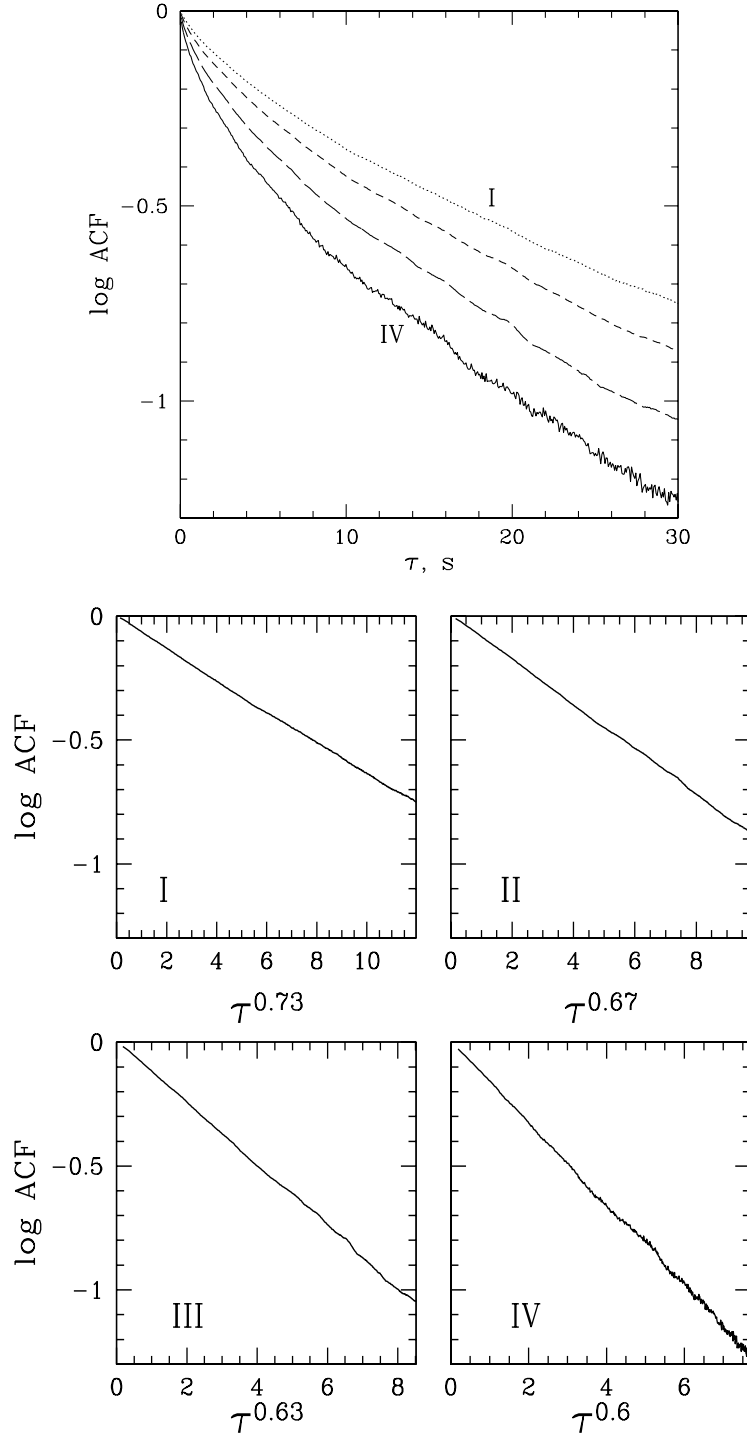 0
−0.5
−1
log ACF
I
IV
0 10 20 30
τ, s
0
−0.5
−1
log ACF
I
II
0 2 4 6 8 10
0 2 4 6 8
τ^0.73
τ^0.67
0
−0.5
−1
log ACF
III
IV
0 2 4 6 8
0 2 4 6
τ^0.63
τ^0.6